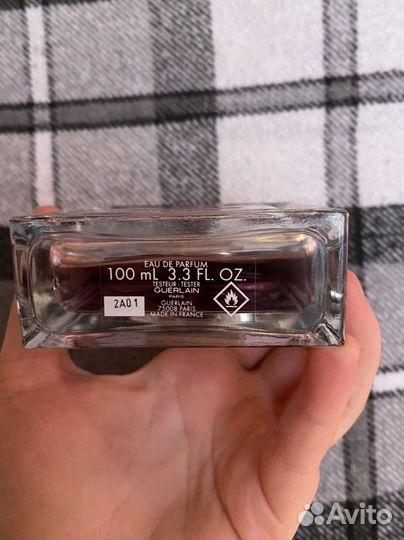 EAU DE PARFUM
100 mL 3.3 FL. OZ.
TESTEUR - TESTER
GUERLAIN
PARIS
GUERLAIN
75008 PARIS
MADE IN FRANCE
2A01
Avito